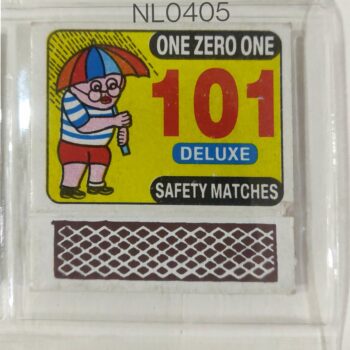 NL0405
ONE ZERO ONE
101
DELUXE
SAFETY MATCHES